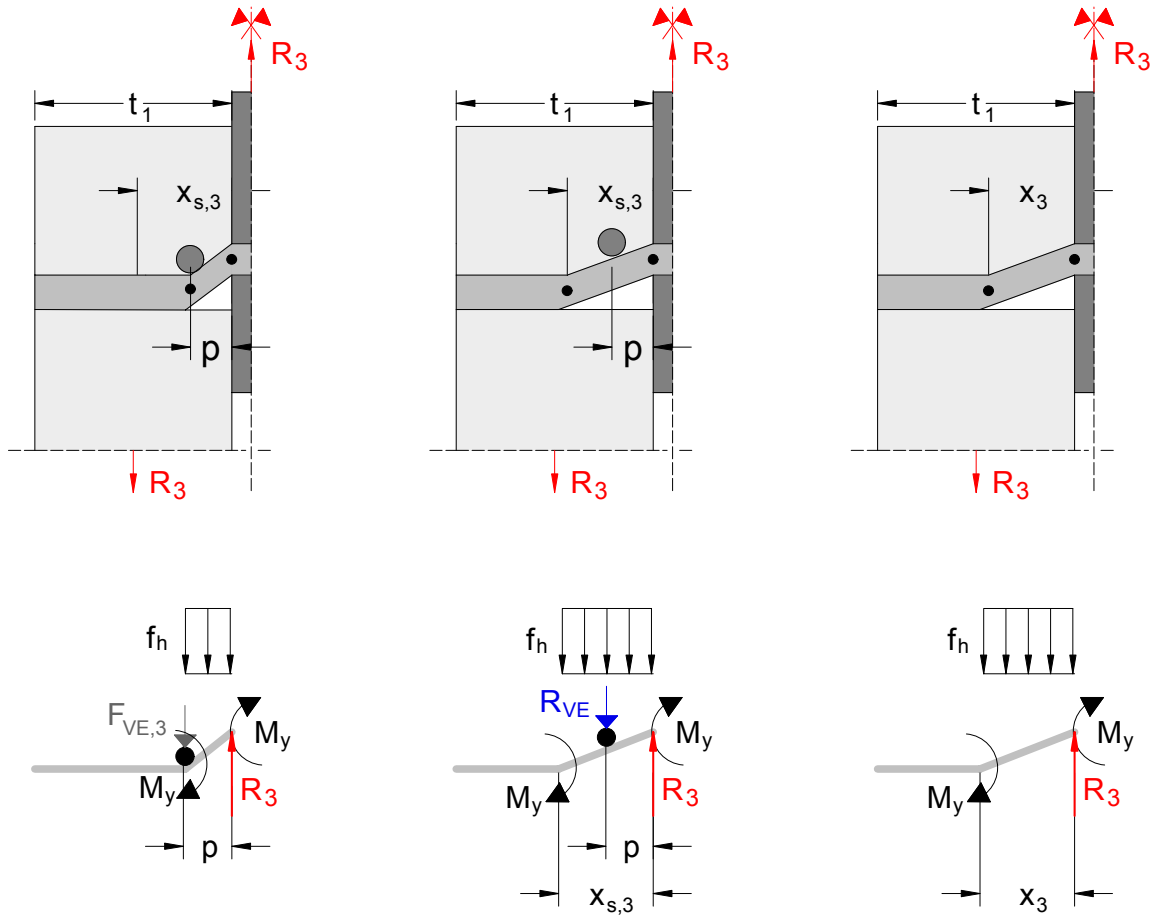 R3 R3 R3
t1 t1 t1
xs,3 xs,3 x3
p p
R3 R3 R3
fh fh fh
FVE,3 RVE
My My My
My My My
R3 R3 R3
p p
xs,3 x3